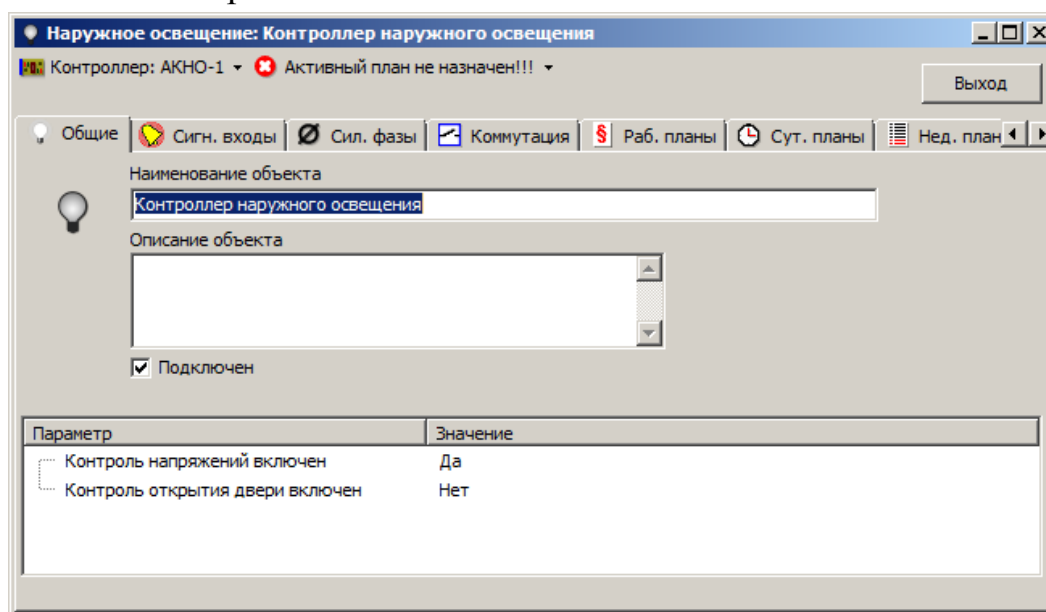 Наружное освещение: Контроллер наружного освещения
Контроллер: АКНО-1 Активный план не назначен!!!
Выход
Общие Сигн. входы Сил. фазы Коммутация § Раб. планы Сут. планы Нед. план
Наименование объекта
Контроллер наружного освещения
Описание объекта
Подключен
Параметр Значение
Контроль напряжений включен Да
Контроль открытия двери включен Нет